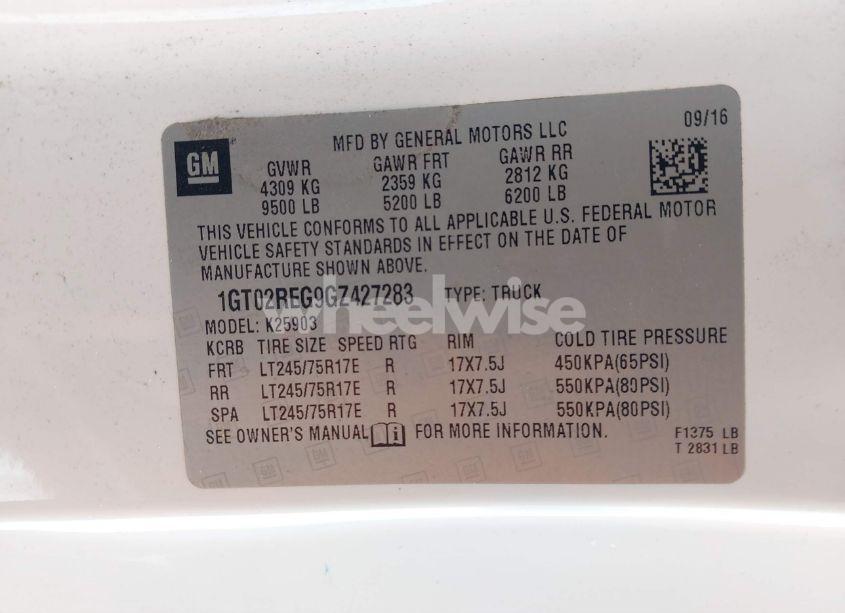 09/16
MFD BY GENERAL MOTORS LLC
GM
GVWR GAWR FRT GAWR RR
4309 KG 2359 KG 2812 KG
9500 LB 5200 LB 6200 LB
THIS VEHICLE CONFORMS TO ALL APPLICABLE U.S. FEDERAL MOTOR
VEHICLE SAFETY STANDARDS IN EFFECT ON THE DATE OF
MANUFACTURE SHOWN ABOVE.
1GT02REG9GZ427283 TYPE: TRUCK
wheelwise
MODEL: K25903
KCRB TIRE SIZE SPEED RTG RIM COLD TIRE PRESSURE
FRT LT245/75R17E R 17X7.5J 450KPA(65PSI)
RR LT245/75R17E R 17X7.5J 550KPA(80PSI)
SPA LT245/75R17E R 17X7.5J 550KPA(80PSI)
SEE OWNER'S MANUAL FOR MORE INFORMATION.
F1375 LB
T 2831 LB